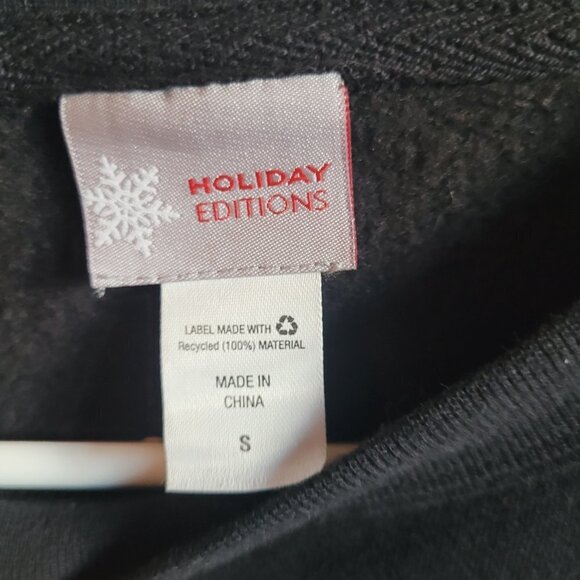 HOLIDAY
EDITIONS
LABEL MADE WITH
Recycled (100%) MATERIAL
MADE IN
CHINA
S